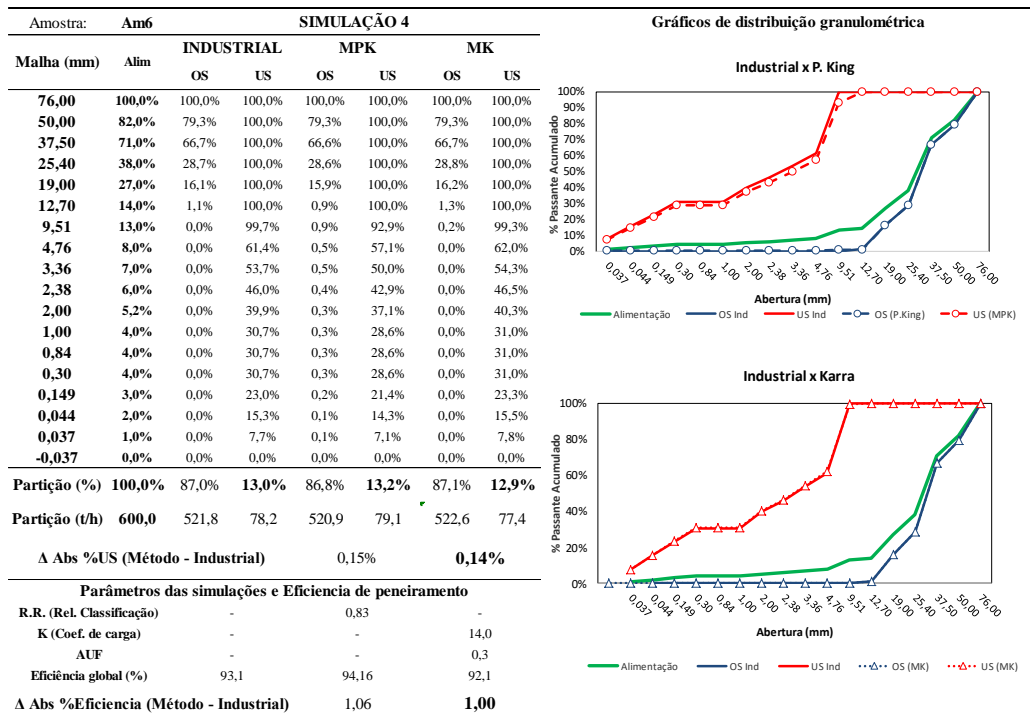 Amostra: Am6 SIMULAÇÃO 4
Malha (mm) Alim INDUSTRIAL MPK MK
OS US OS US OS US
76,00 100,0% 100,0% 100,0% 100,0% 100,0% 100,0% 100,0%
50,00 82,0% 79,3% 100,0% 79,3% 100,0% 79,3% 100,0%
37,50 71,0% 66,7% 100,0% 66,6% 100,0% 66,7% 100,0%
25,40 38,0% 28,7% 100,0% 28,6% 100,0% 28,8% 100,0%
19,00 27,0% 16,1% 100,0% 15,9% 100,0% 16,2% 100,0%
12,70 14,0% 1,1% 100,0% 0,9% 100,0% 1,3% 100,0%
9,51 13,0% 0,0% 99,7% 0,9% 92,9% 0,2% 99,3%
4,76 8,0% 0,0% 61,4% 0,5% 57,1% 0,0% 62,0%
3,36 7,0% 0,0% 53,7% 0,5% 50,0% 0,0% 54,3%
2,38 6,0% 0,0% 46,0% 0,4% 42,9% 0,0% 46,5%
2,00 5,2% 0,0% 39,9% 0,3% 37,1% 0,0% 40,3%
1,00 4,0% 0,0% 30,7% 0,3% 28,6% 0,0% 31,0%
0,84 4,0% 0,0% 30,7% 0,3% 28,6% 0,0% 31,0%
0,30 4,0% 0,0% 30,7% 0,3% 28,6% 0,0% 31,0%
0,149 3,0% 0,0% 23,0% 0,2% 21,4% 0,0% 23,3%
0,044 2,0% 0,0% 15,3% 0,1% 14,3% 0,0% 15,5%
0,037 1,0% 0,0% 7,7% 0,1% 7,1% 0,0% 7,8%
-0,037 0,0% 0,0% 0,0% 0,0% 0,0% 0,0% 0,0%
Partição (%) 100,0% 87,0% 13,0% 86,8% 13,2% 87,1% 12,9%
Partição (t/h) 600,0 521,8 78,2 520,9 79,1 522,6 77,4
Δ Abs %US (Método - Industrial) 0,15% 0,14%
Parâmetros das simulações e Eficiencia de peneiramento
R.R. (Rel. Classificação) - 0,83 -
K (Coef. de carga) - - 14,0
AUF - - 0,3
Eficiência global (%) 93,1 94,16 92,1
Δ Abs %Eficiencia (Método - Industrial) 1,06 1,00
Gráficos de distribuição granulométrica
Industrial x P. King
% Passante Acumulado
100%
90%
80%
70%
60%
50%
40%
30%
20%
10%
0%
0,037 0,044 0,149 0,30 0,84 1,00 2,00 2,38 3,36 4,76 9,51 12,70 19,00 25,40 37,50 50,00 76,00
Abertura (mm)
Alimentação OS Ind US Ind OS (P.King) US (MPK)
Industrial x Karra
% Passante Acumulado
100%
80%
60%
40%
20%
0%
0,037 0,044 0,149 0,30 0,84 1,00 2,00 2,38 3,36 4,76 9,51 12,70 19,00 25,40 37,50 50,00 76,00
Abertura (mm)
Alimentação OS Ind US Ind OS (MK) US (MK)